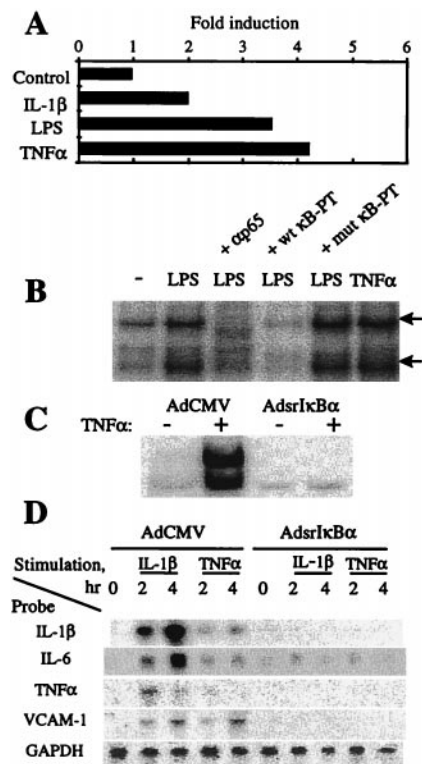 A
Fold induction
0 1 2 3 4 5 6
Control
IL-1β
LPS
TNFα
+ αp65
+ wt κB-PT
+ mut κB-PT
B
- LPS LPS LPS LPS TNFα
C
AdCMV AdsrIκBα
TNFα: - + - +
D
AdCMV AdsrIκBα
Stimulation, IL-1β TNFα IL-1β TNFα
hr 0 2 4 2 4 0 2 4 2 4
Probe
IL-1β
IL-6
TNFα
VCAM-1
GAPDH